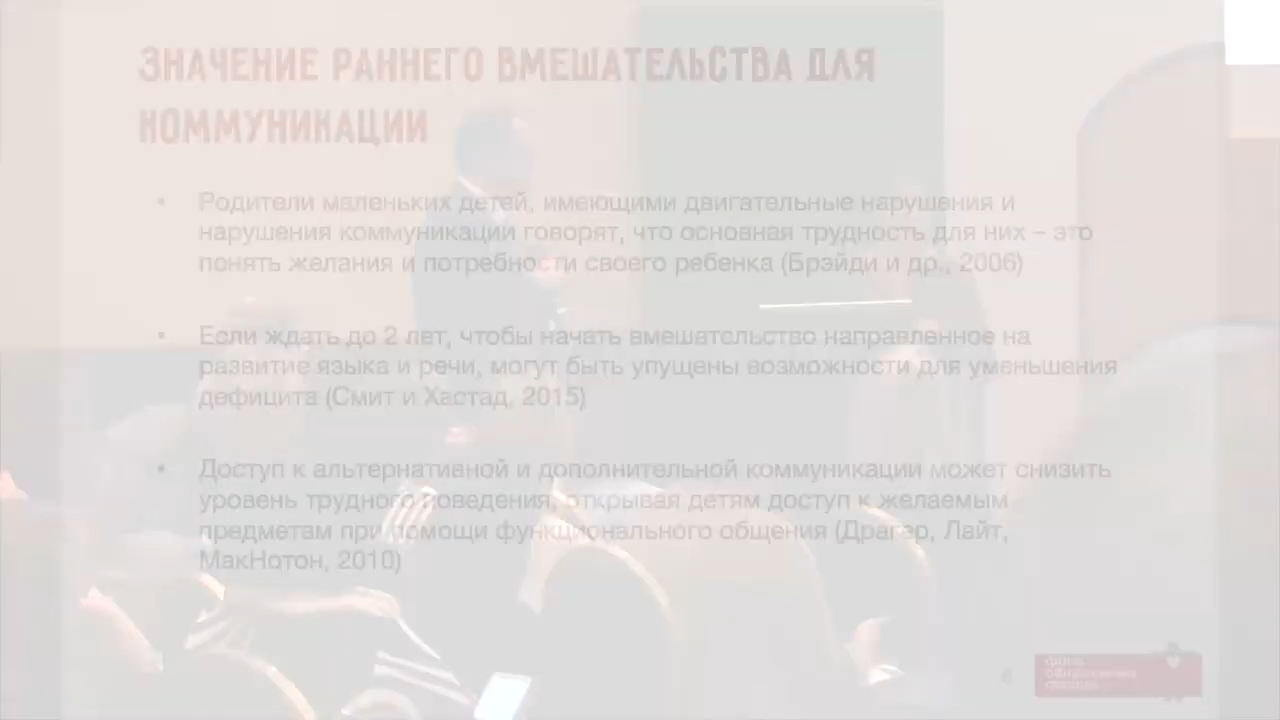 ЗНАЧЕНИЕ РАННЕГО ВМЕШАТЕЛЬСТВА ДЛЯ
КОММУНИКАЦИИ
• Родители маленьких детей, имеющими двигательные нарушения и
нарушения коммуникации говорят, что основная трудность для них – это
понять желания и потребности своего ребенка (Брэйди и др., 2006)
• Если ждать до 2 лет, чтобы начать вмешательство направленное на
развитие языка и речи, могут быть упущены возможности для уменьшения
дефицита (Смит и Хастад, 2015)
• Доступ к альтернативной и дополнительной коммуникации может снизить
уровень трудного поведения, открывая детям доступ к желаемым
предметам при помощи функционального общения (Драгер, Лайт,
МакНотон, 2010)